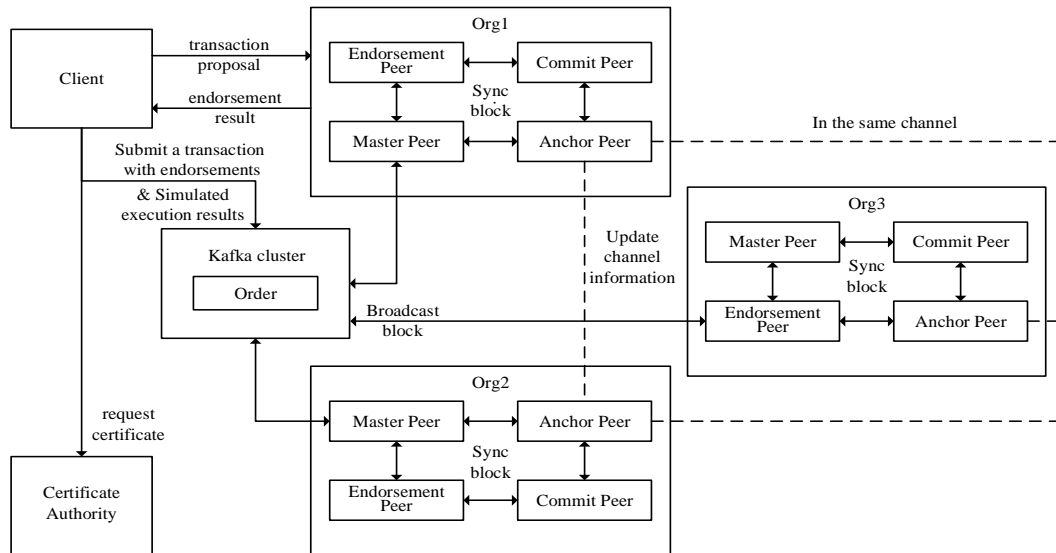 Org1
Client
transaction
proposal
endorsement
result
Endorsement
Peer
Commit Peer
Sync
block
Master Peer
Anchor Peer
In the same channel
Submit a transaction
with endorsements
& Simulated
execution results
Kafka cluster
Order
Update
channel
information
Broadcast
block
Org3
Master Peer
Commit Peer
Sync
block
Endorsement
Peer
Anchor Peer
Org2
Master Peer
Anchor Peer
Sync
block
Endorsement
Peer
Commit Peer
request
certificate
Certificate
Authority